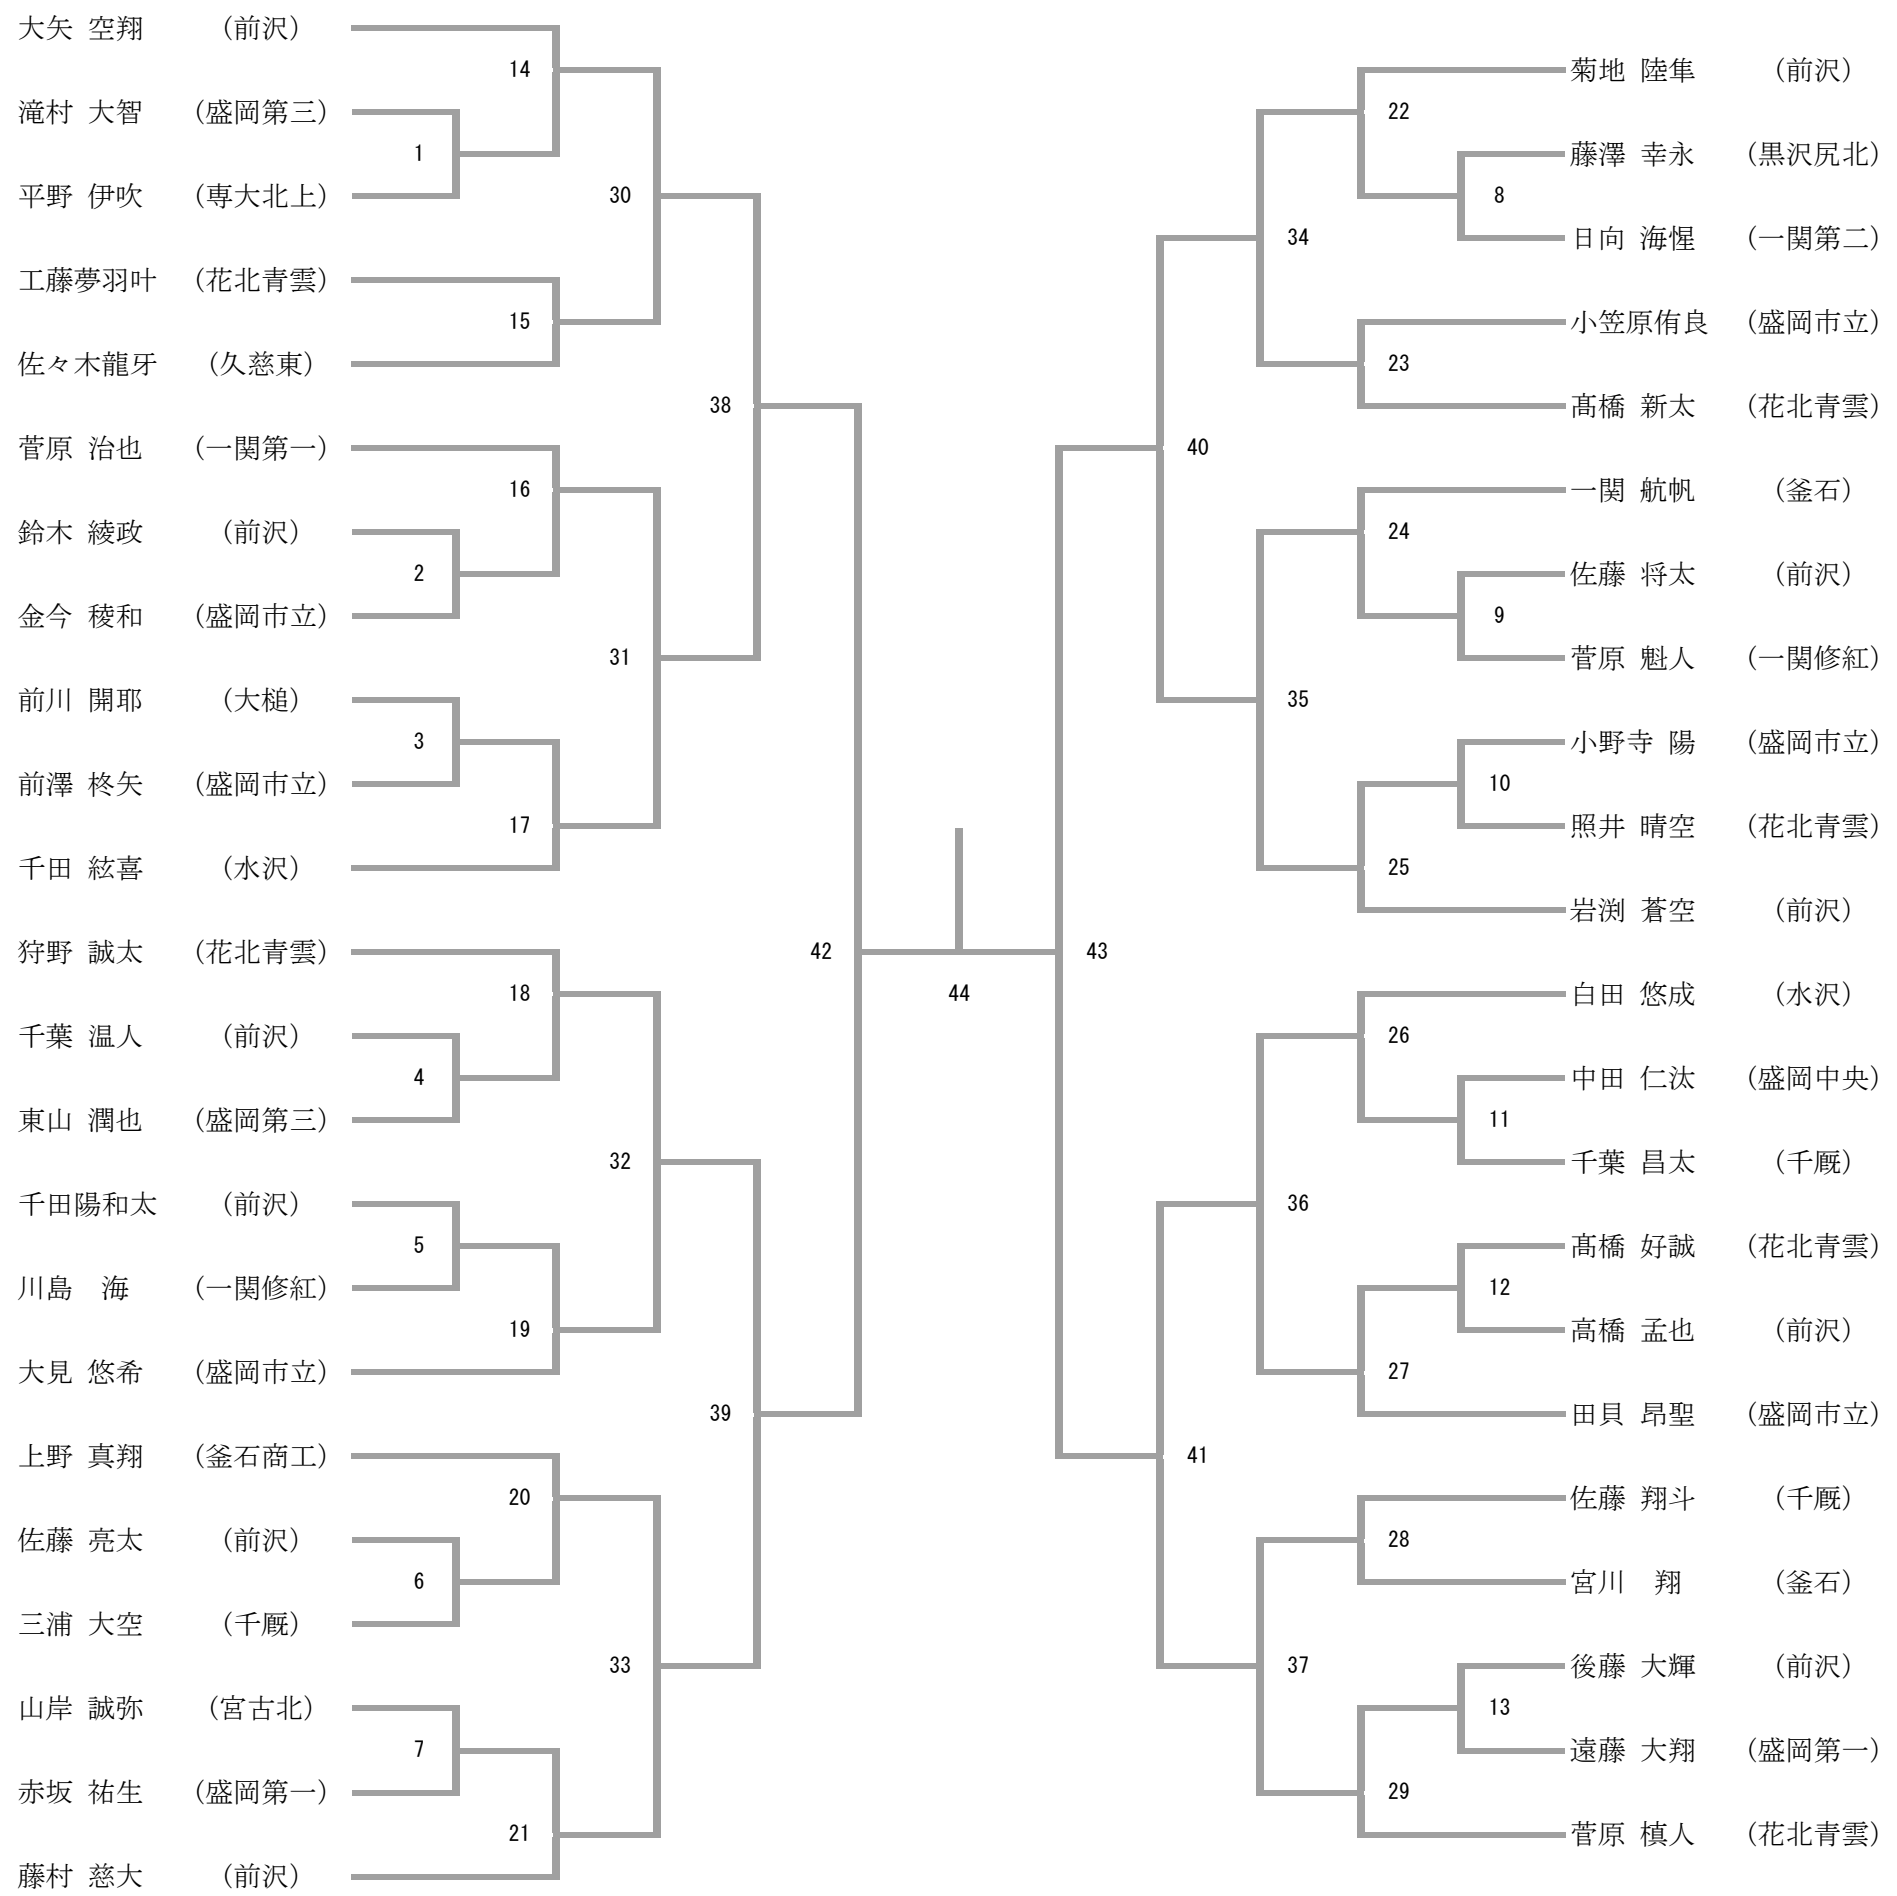 大矢 空翔 (前沢)
14
滝村 大智 (盛岡第三)
1
平野 伊吹 (専大北上)
30
工藤夢羽叶 (花北青雲)
15
佐々木龍牙 (久慈東)
38
菅原 治也 (一関第一)
16
鈴木 綾政 (前沢)
2
金今 稜和 (盛岡市立)
31
前川 開耶 (大槌)
3
前澤 柊矢 (盛岡市立)
17
千田 絃喜 (水沢)
42
狩野 誠太 (花北青雲)
18
千葉 温人 (前沢)
4
東山 潤也 (盛岡第三)
32
千田陽和太 (前沢)
5
川島 海 (一関修紅)
19
大見 悠希 (盛岡市立)
39
上野 真翔 (釜石商工)
20
佐藤 亮太 (前沢)
6
三浦 大空 (千厩)
33
山岸 誠弥 (宮古北)
7
赤坂 祐生 (盛岡第一)
21
藤村 慈大 (前沢)
44
菊地 陸隼 (前沢)
22
藤澤 幸永 (黒沢尻北)
8
日向 海惺 (一関第二)
34
小笠原侑良 (盛岡市立)
23
髙橋 新太 (花北青雲)
40
一関 航帆 (釜石)
24
佐藤 将太 (前沢)
9
菅原 魁人 (一関修紅)
35
小野寺 陽 (盛岡市立)
10
照井 晴空 (花北青雲)
25
岩渕 蒼空 (前沢)
43
白田 悠成 (水沢)
26
中田 仁汰 (盛岡中央)
11
千葉 昌太 (千厩)
36
髙橋 好誠 (花北青雲)
12
高橋 孟也 (前沢)
27
田貝 昂聖 (盛岡市立)
41
佐藤 翔斗 (千厩)
28
宮川 翔 (釜石)
37
後藤 大輝 (前沢)
13
遠藤 大翔 (盛岡第一)
29
菅原 槙人 (花北青雲)